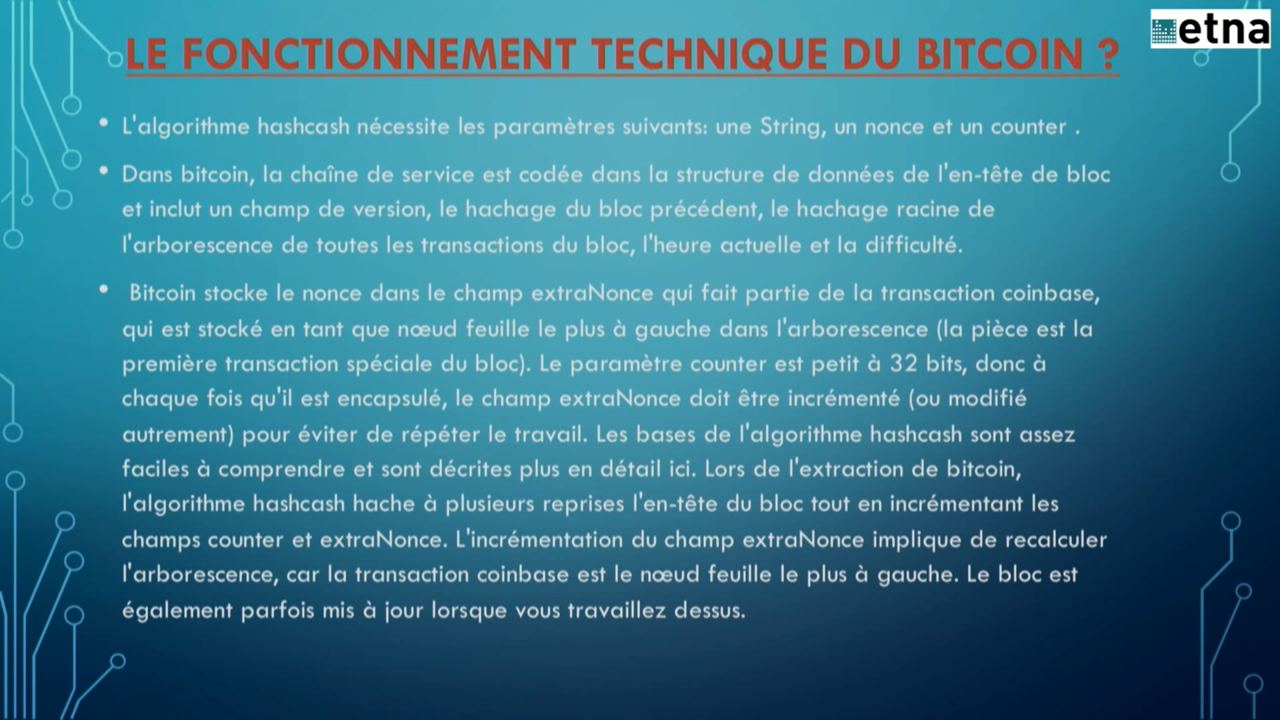 etna
LE FONCTIONNEMENT TECHNIQUE DU BITCOIN ?
• L'algorithme hashcash nécessite les paramètres suivants: une String, un nonce et un counter .
• Dans bitcoin, la chaîne de service est codée dans la structure de données de l'en-tête de bloc
et inclut un champ de version, le hachage du bloc précédent, le hachage racine de
l'arborescence de toutes les transactions du bloc, l'heure actuelle et la difficulté.
• Bitcoin stocke le nonce dans le champ extraNonce qui fait partie de la transaction coinbase,
qui est stocké en tant que nœud feuille le plus à gauche dans l'arborescence (la pièce est la
première transaction spéciale du bloc). Le paramètre counter est petit à 32 bits, donc à
chaque fois qu'il est encapsulé, le champ extraNonce doit être incrémenté (ou modifié
autrement) pour éviter de répéter le travail. Les bases de l'algorithme hashcash sont assez
faciles à comprendre et sont décrites plus en détail ici. Lors de l'extraction de bitcoin,
l'algorithme hashcash hache à plusieurs reprises l'en-tête du bloc tout en incrémentant les
champs counter et extraNonce. L'incrémentation du champ extraNonce implique de recalculer
l'arborescence, car la transaction coinbase est le nœud feuille le plus à gauche. Le bloc est
également parfois mis à jour lorsque vous travaillez dessus.